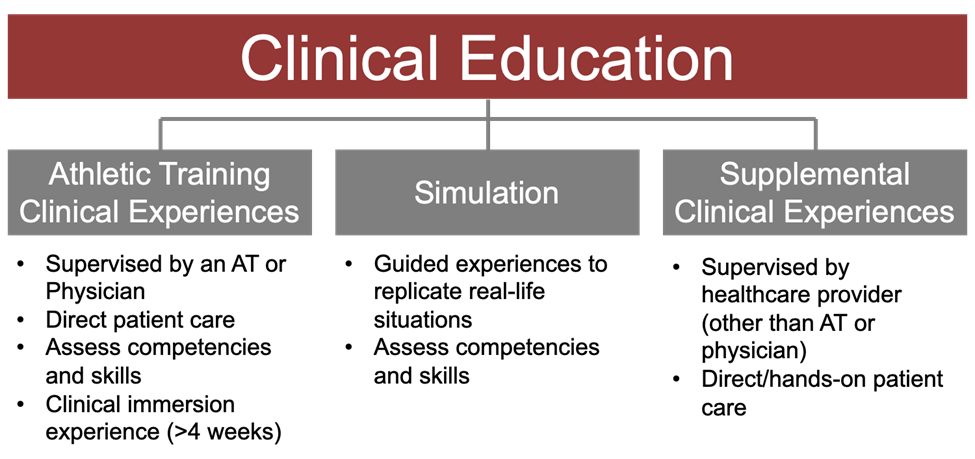 Clinical Education
Athletic Training
Clinical Experiences
• Supervised by an AT or
Physician
• Direct patient care
• Assess competencies
and skills
• Clinical immersion
experience (>4 weeks)
Simulation
• Guided experiences to
replicate real-life
situations
• Assess competencies
and skills
Supplemental
Clinical Experiences
• Supervised by
healthcare provider
(other than AT or
physician)
• Direct/hands-on patient
care